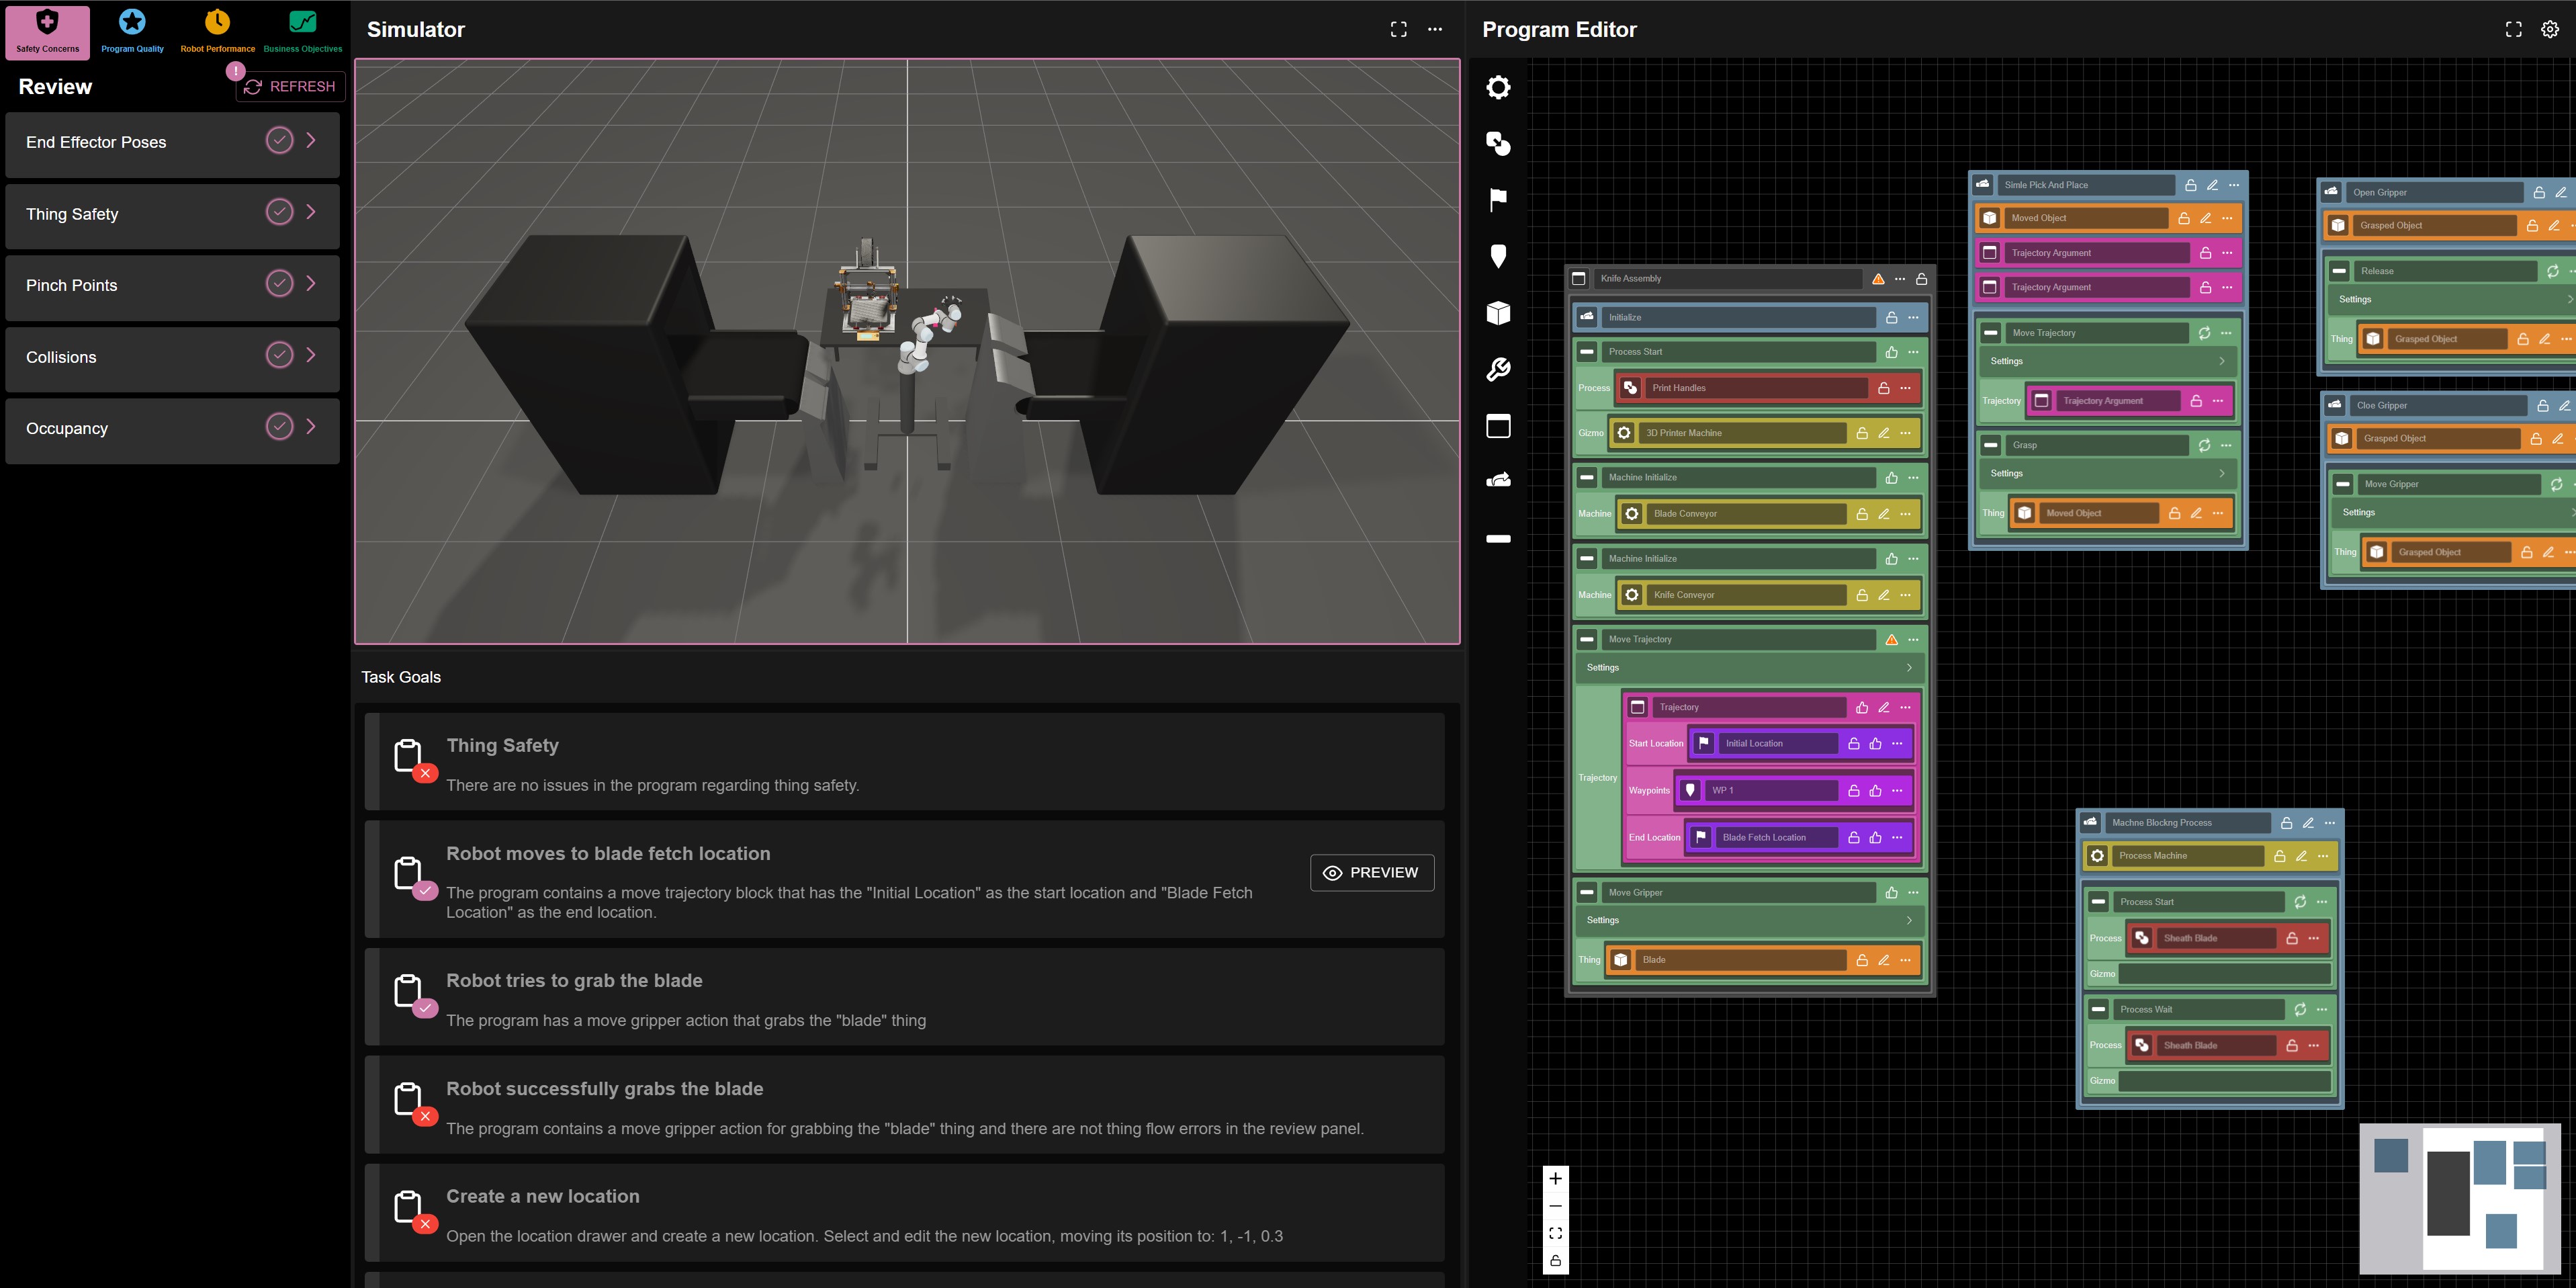 Safety Concerns
Program Quality
Robot Performance
Business Objectives
Review
!
REFRESH
End Effector Poses
Thing Safety
Pinch Points
Collisions
Occupancy
Simulator
Task Goals
Thing Safety
There are no issues in the program regarding thing safety.
Robot moves to blade fetch location
The program contains a move trajectory block that has the "Initial Location" as the start location and "Blade Fetch
Location" as the end location.
PREVIEW
Robot tries to grab the blade
The program has a move gripper action that grabs the "blade" thing
Robot successfully grabs the blade
The program contains a move gripper action for grabbing the "blade" thing and there are not thing flow errors in the review panel.
Create a new location
Open the location drawer and create a new location. Select and edit the new location, moving its position to: 1, -1, 0.3
Program Editor
Knife Assembly
Initialize
Process Start
Process
Print Handles
Gizmo
3D Printer Machine
Machine Initialize
Machine
Blade Conveyor
Machine Initialize
Machine
Knife Conveyor
Move Trajectory
Settings
Trajectory
Trajectory
Start Location
Initial Location
Waypoints
WP 1
End Location
Blade Fetch Location
Move Gripper
Settings
Thing
Blade
Simle Pick And Place
Moved Object
Trajectory Argument
Trajectory Argument
Move Trajectory
Settings
Trajectory
Trajectory Argument
Grasp
Settings
Thing
Moved Object
Open Gripper
Grasped Object
Release
Settings
Thing
Grasped Object
Cloe Gripper
Grasped Object
Move Gripper
Settings
Thing
Grasped Object
Machne Blockng Process
Process Machine
Process Start
Process
Sheath Blade
Gizmo
Process Wait
Process
Sheath Blade
Gizmo